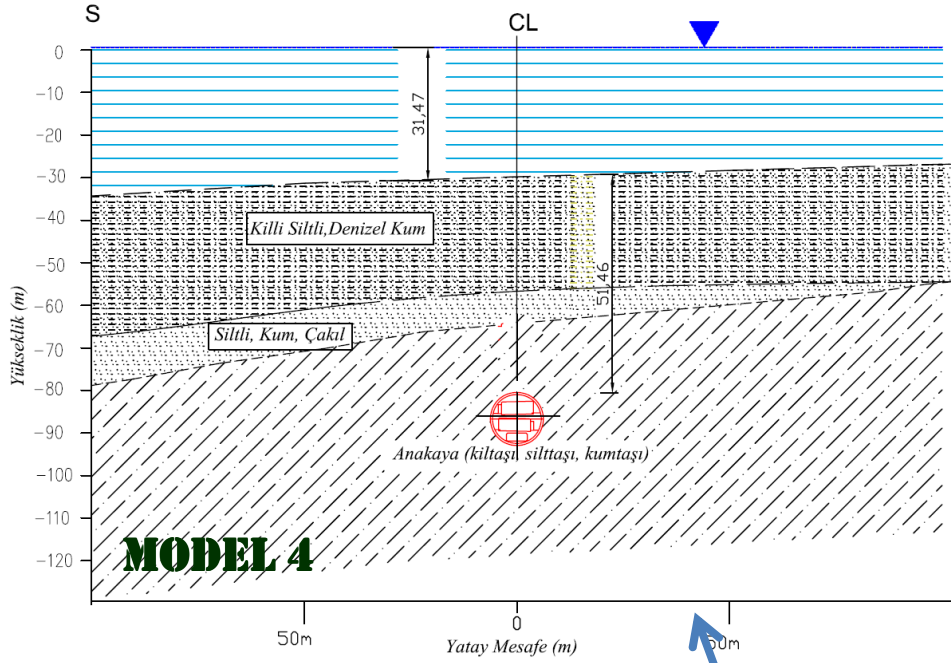 S
CL
0
-10
-20
-30
-40
-50
-60
-70
-80
-90
-100
-110
-120
Yükseklik (m)
31,47
51,46
Killi Siltli,Denizel Kum
Siltli, Kum, Çakıl
Anakaya (kiltaşı, silttaşı, kumtaşı)
MODEL 4
50m
0
50m
Yatay Mesafe (m)